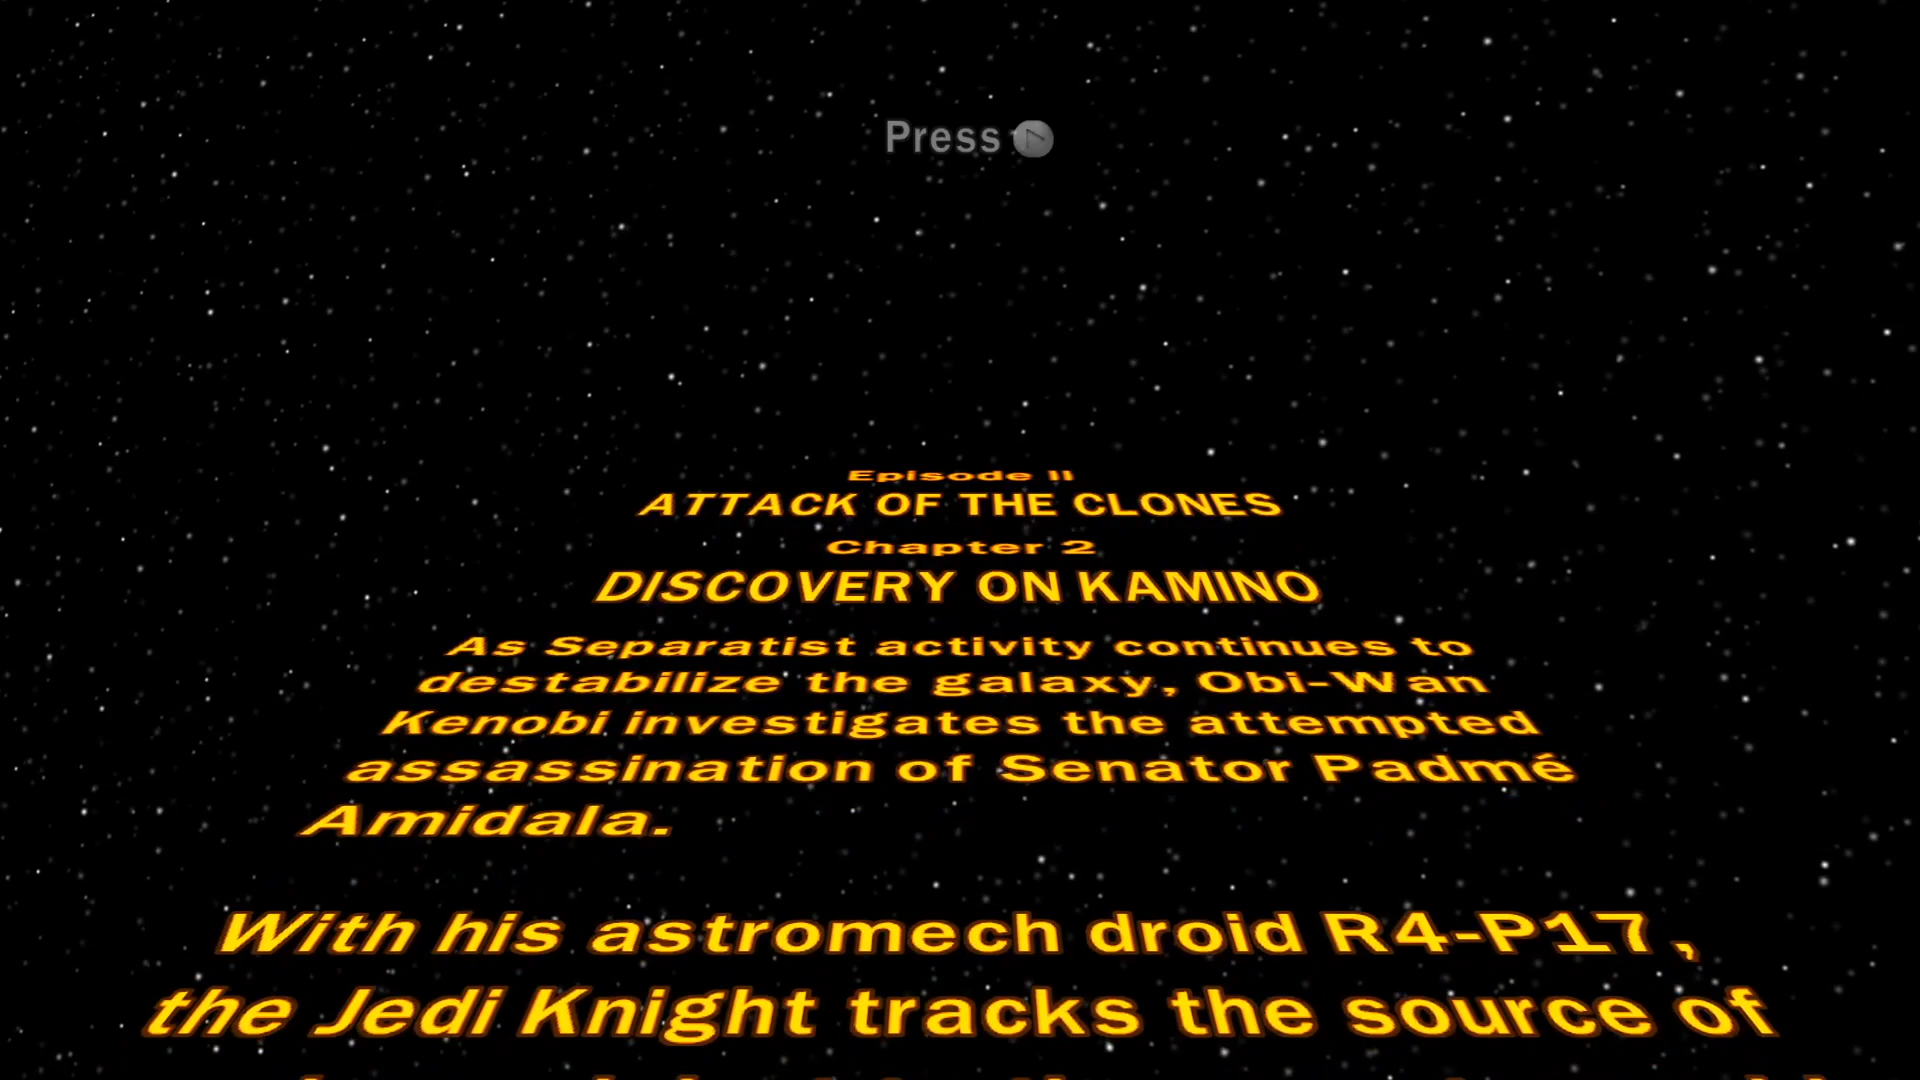 Press
Episode II
ATTACK OF THE CLONES
Chapter 2
DISCOVERY ON KAMINO
As Separatist activity continues to
destabilize the galaxy, Obi-Wan
Kenobi investigates the attempted
assassination of Senator Padmé
Amidala.
With his astromech droid R4-P17,
the Jedi Knight tracks the source of